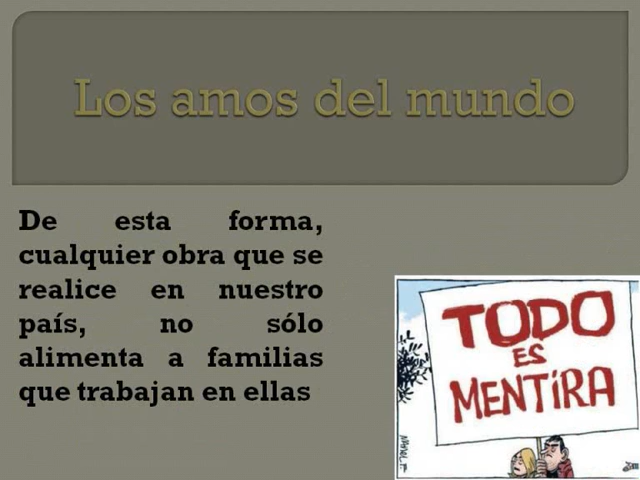 Los amos del mundo
De esta forma,
cualquier obra que se
realice en nuestro
país, no sólo
alimenta a familias
que trabajan en ellas
TODO
ES
MENTIRA